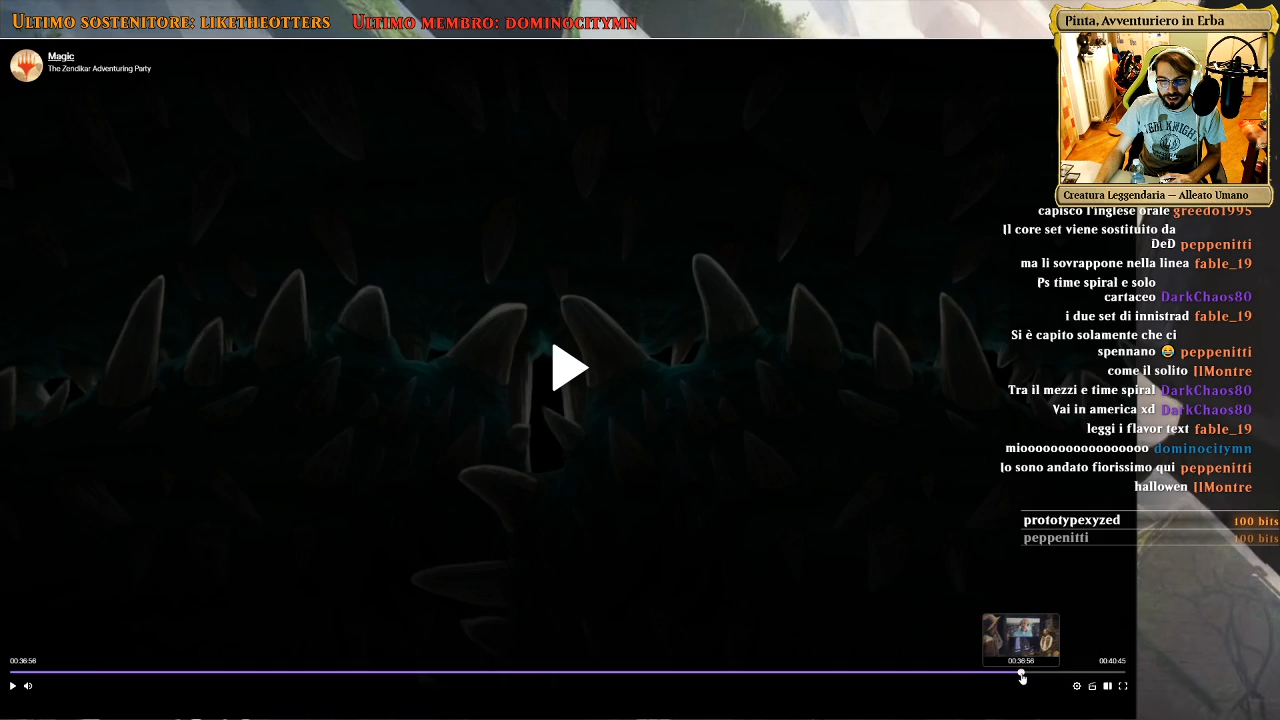 Ultimo sostenitore: liketheotters Ultimo membro: dominocitymn
Pinta, Avventuriero in Erba
Magic
The Zendikar Adventuring Party
JEDI KNIGHT
Creatura Leggendaria — Alleato Umano
capisco l'inglese orale greedo1995
Il core set viene sostituito da
DeD peppenitti
ma li sovrappone nella linea fable_19
Ps time spiral e solo
cartaceo DarkChaos80
i due set di innistrad fable_19
Si è capito solamente che ci
spennano 😂 peppenitti
come il solito IlMontre
Tra il mezzi e time spiral DarkChaos80
Vai in america xd DarkChaos80
leggi i flavor text fable_19
miooooooooooooooooo dominocitymn
Io sono andato fiorissimo qui peppenitti
hallowen IlMontre
prototypexyzed 100 bits
peppenitti 100 bits
00:36:56 00:36:56 00:40:45